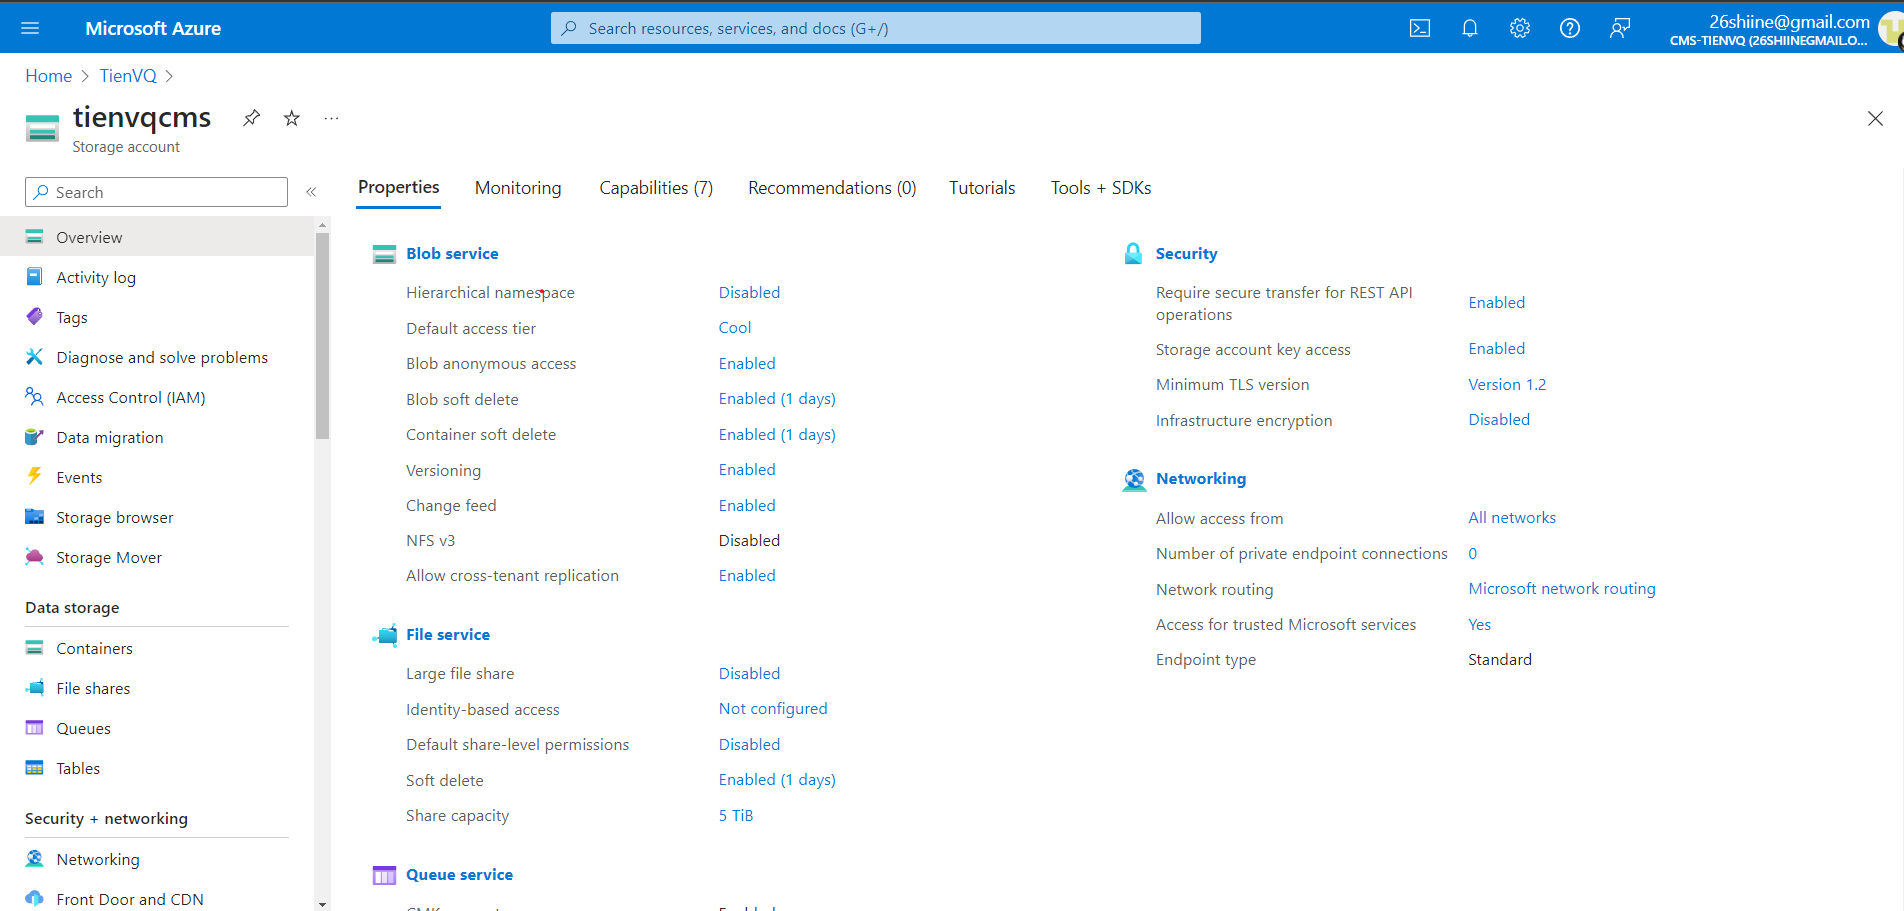 Microsoft Azure
Search resources, services, and docs (G+/)
26shiine@gmail.com
CMS-TIENVQ (26SHIINEGMAIL.O...
Home
TienVQ
tienvqcms
Storage account
Search
Overview
Activity log
Tags
Diagnose and solve problems
Access Control (IAM)
Data migration
Events
Storage browser
Storage Mover
Data storage
Containers
File shares
Queues
Tables
Security + networking
Networking
Front Door and CDN
Properties
Monitoring
Capabilities (7)
Recommendations (0)
Tutorials
Tools + SDKs
Blob service
Hierarchical namespace Disabled
Default access tier Cool
Blob anonymous access Enabled
Blob soft delete Enabled (1 days)
Container soft delete Enabled (1 days)
Versioning Enabled
Change feed Enabled
NFS v3 Disabled
Allow cross-tenant replication Enabled
File service
Large file share Disabled
Identity-based access Not configured
Default share-level permissions Disabled
Soft delete Enabled (1 days)
Share capacity 5 TiB
Queue service
Security
Require secure transfer for REST API
operations Enabled
Storage account key access Enabled
Minimum TLS version Version 1.2
Infrastructure encryption Disabled
Networking
Allow access from All networks
Number of private endpoint connections 0
Network routing Microsoft network routing
Access for trusted Microsoft services Yes
Endpoint type Standard